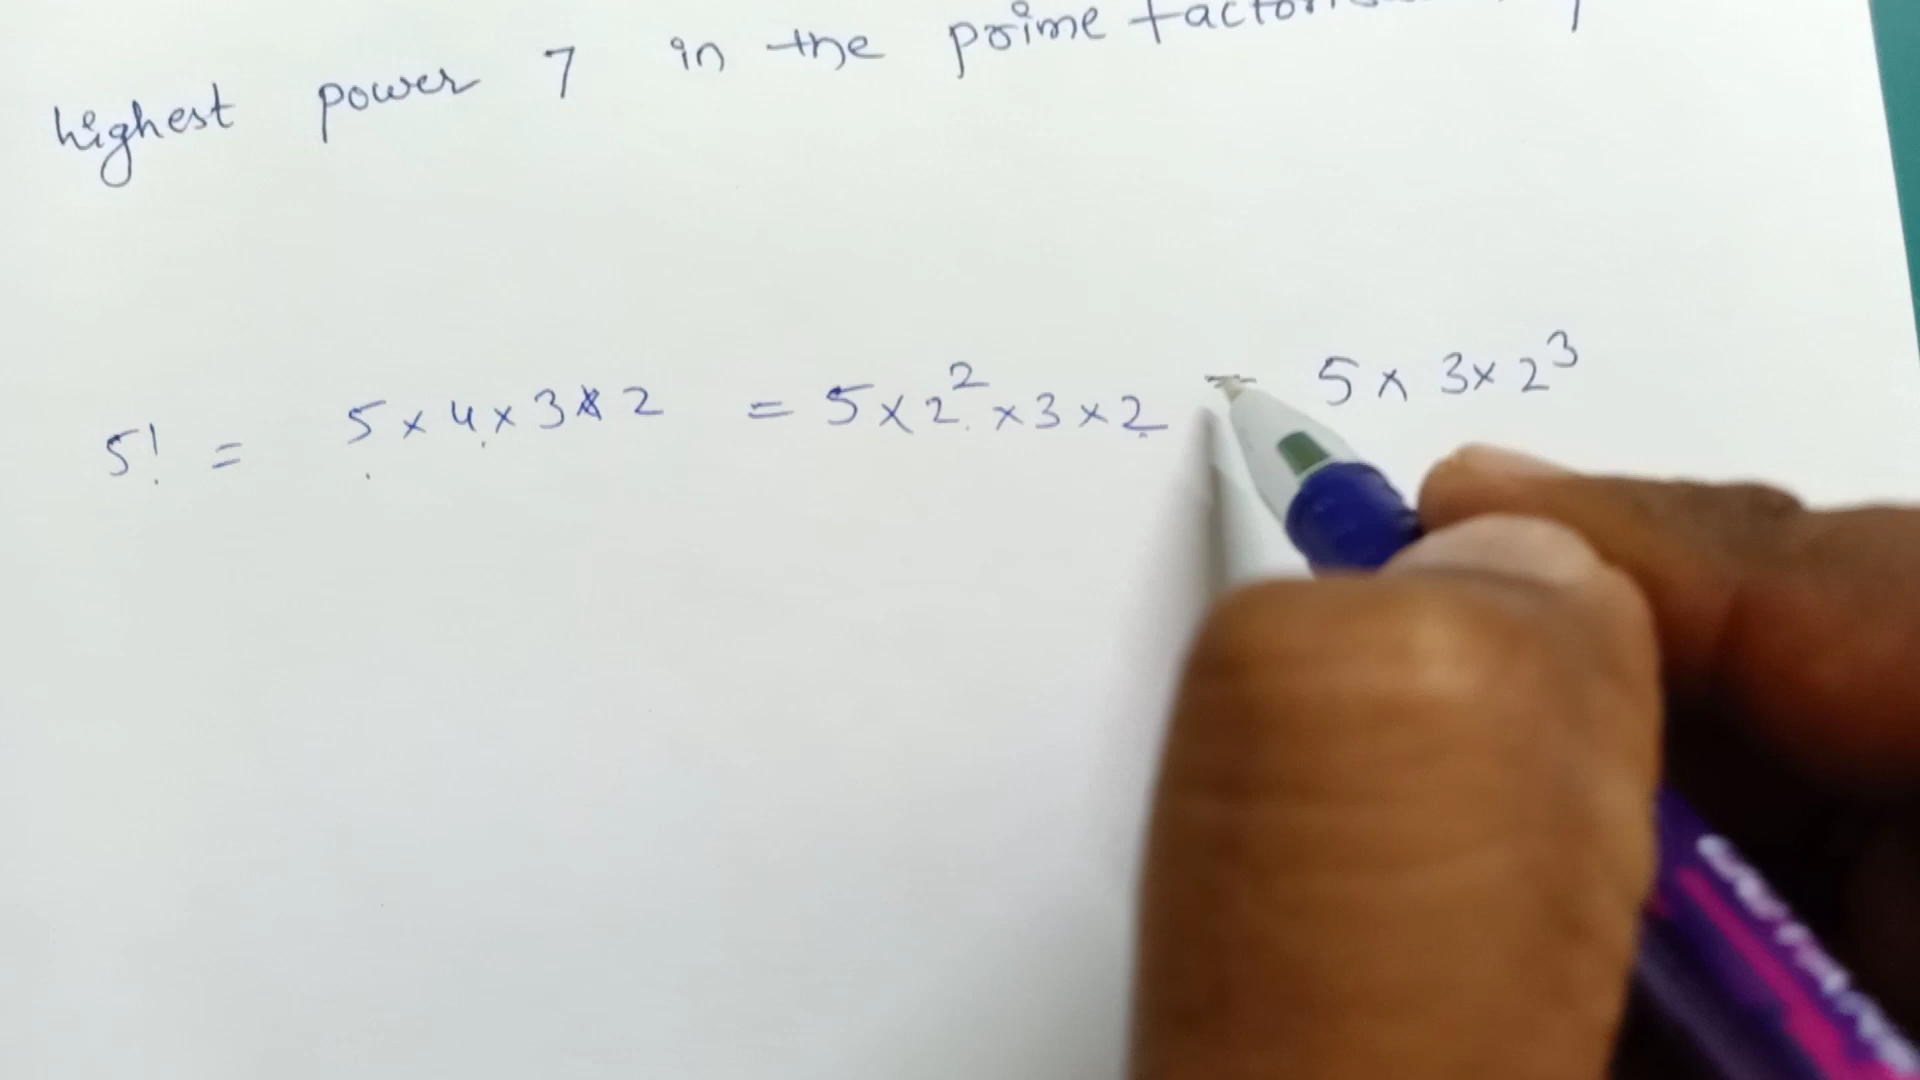 highest power 7 in the prime
5! = 5 x 4 x 3 x 2 = 5 x 2² x 3 x 2 = 5 x 3 x 2³